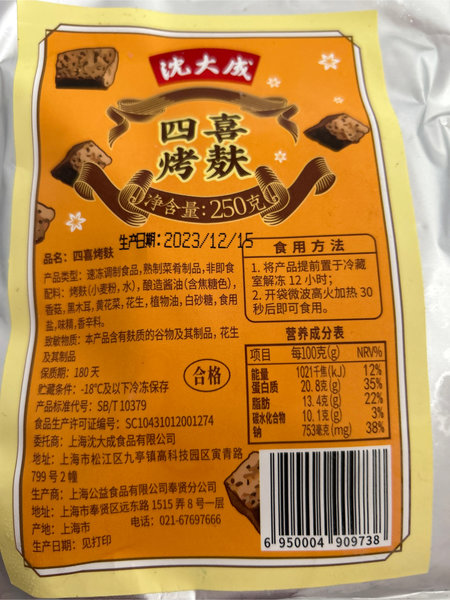 沈大成
四喜
烤麸
净含量:250克
生产日期:2023/12/15
品名:四喜烤麸
产品类型:速冻调制食品,熟制菜肴制品,非即食
配料:烤麸(小麦粉,水),酿造酱油(含焦糖色),
香菇,黑木耳,黄花菜,花生,植物油,白砂糖,食用
盐,味精,香辛料。
致敏物质:本产品含有麸质的谷物及其制品,花生
及其制品
保质期:180 天
贮藏条件:-18℃及以下冷冻保存
产品标准代号:SB/T 10379
食品生产许可证编号:SC10431012001274
委托商:上海沈大成食品有限公司
地址:上海市松江区九亭镇高科技园区寅青路
799 号 2 幢
生产商:上海公益食品有限公司奉贤分公司
地址:上海市奉贤区远东路 1515 弄 8 号一层
产地:上海市 电话:021-67697666
生产日期:见打印
合格
食用方法
1. 将产品提前置于冷藏
室解冻 12 小时;
2. 开袋微波高火加热 30
秒后即可食用。
营养成分表
项目 每100克(g) NRV%
能量 1021千焦(kJ) 12%
蛋白质 20.8克(g) 35%
脂肪 13.4克(g) 22%
碳水化合物 10.1克(g) 3%
钠 753毫克(mg) 38%
6 950004 909738